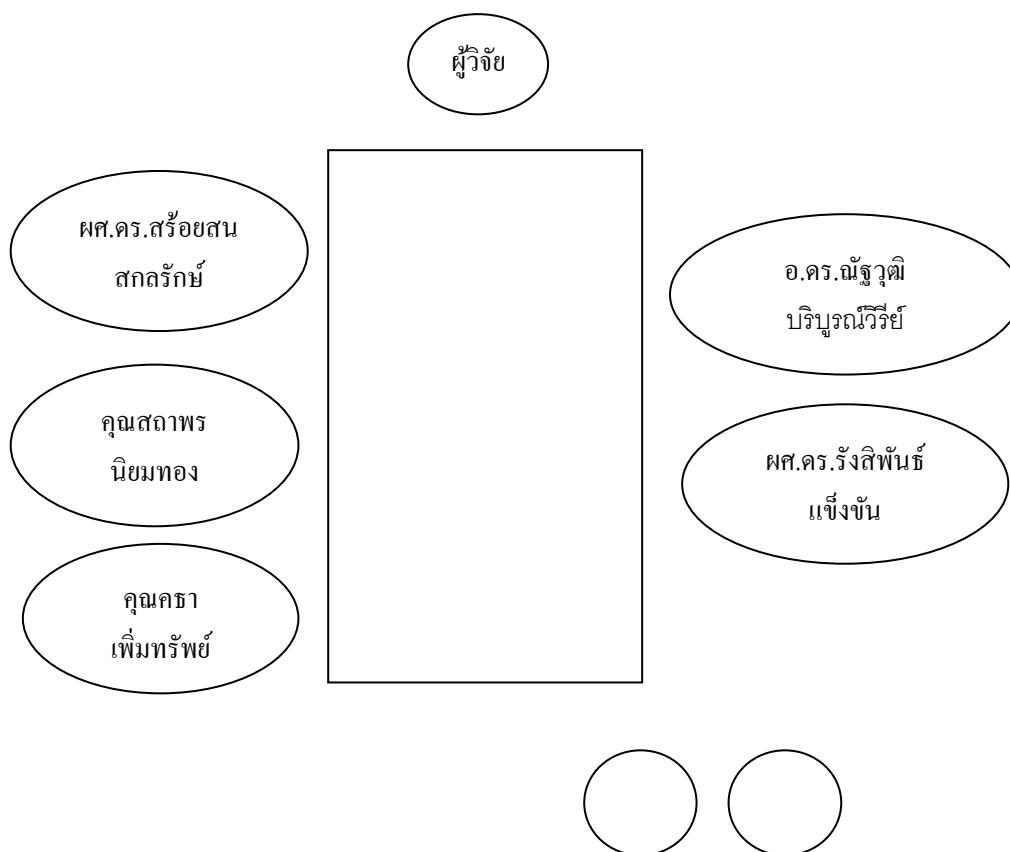 ผู้วิจัย
ผศ.ดร.สร้อยสน
สกลรักษ์
อ.ดร.ณัฐวุฒิ
บริบูรณ์วิรีย์
คุณสถาพร
นิยมทอง
ผศ.ดร.รังสิพันธ์
แข็งขัน
คุณคธา
เพิ่มทรัพย์